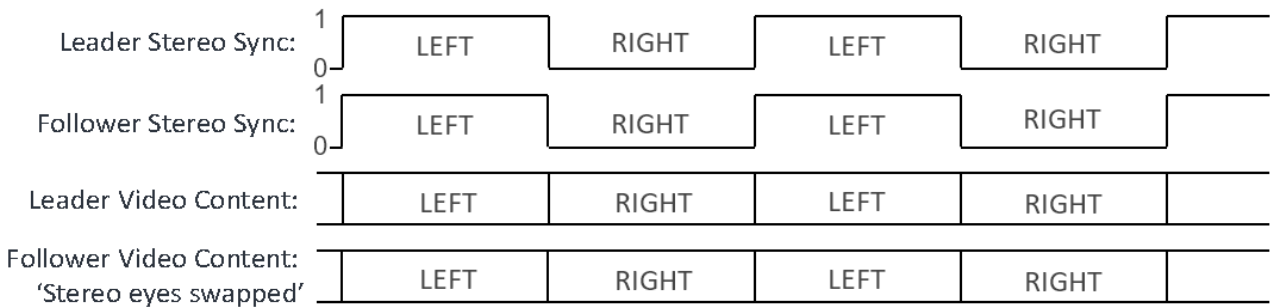 1
Leader Stereo Sync: LEFT RIGHT LEFT RIGHT
0
1
Follower Stereo Sync: LEFT RIGHT LEFT RIGHT
0
Leader Video Content: LEFT RIGHT LEFT RIGHT
Follower Video Content:
LEFT RIGHT LEFT RIGHT
‘Stereo eyes swapped’